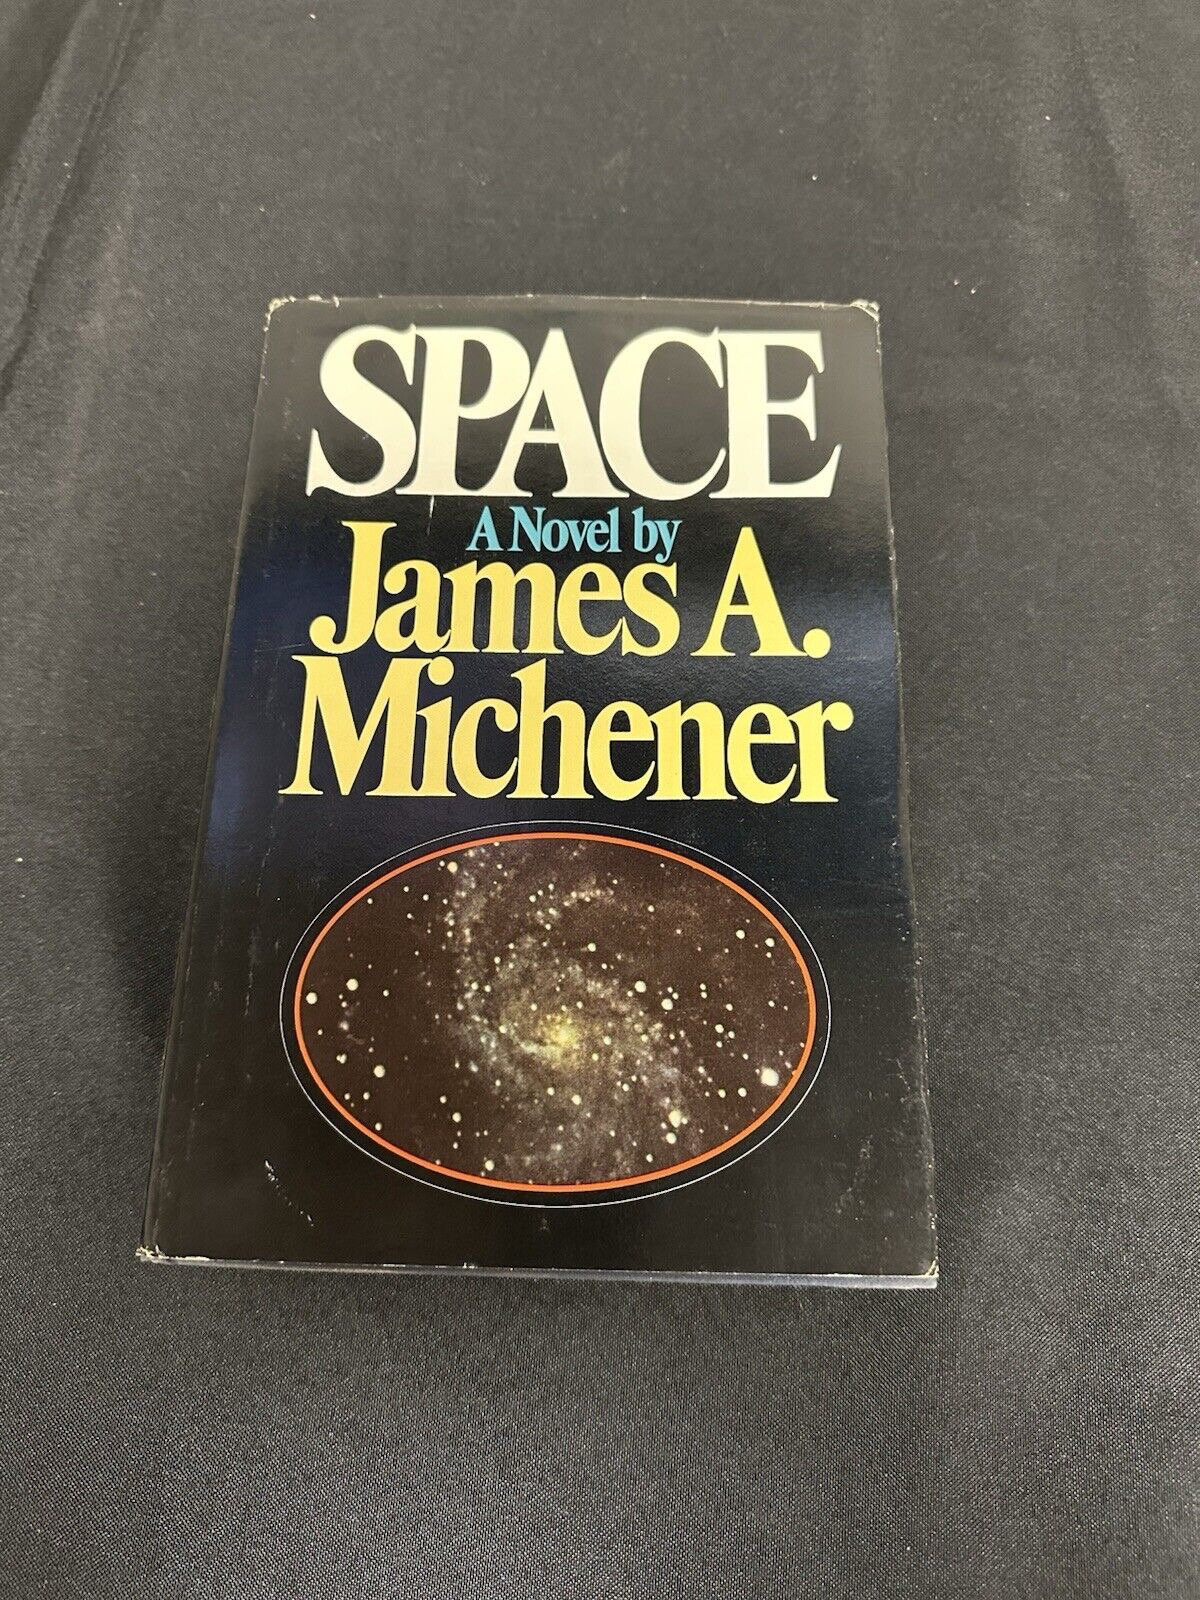 SPACE
A Novel by
James A.
Michener